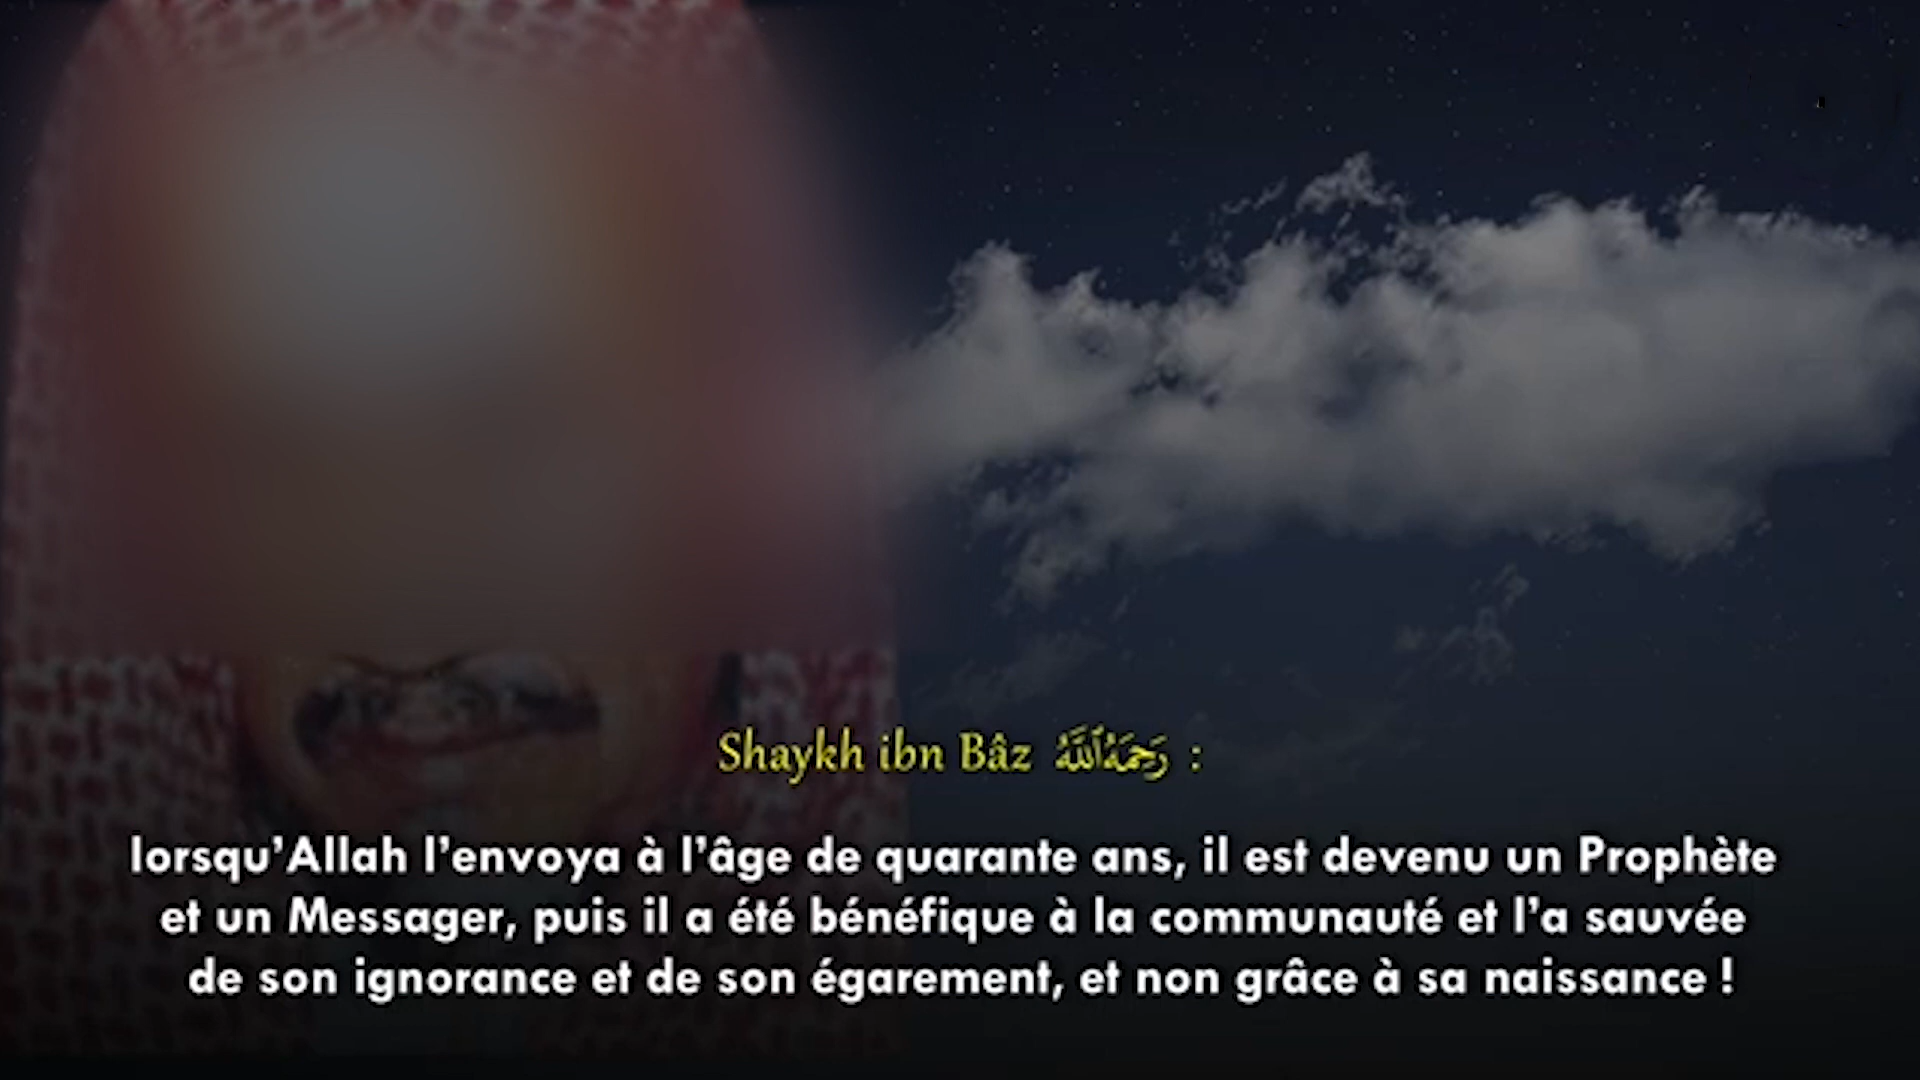 Shaykh ibn Bâz رَحِمَهُ ٱللَّٰهُ :
lorsqu’Allah l’envoya à l’âge de quarante ans, il est devenu un Prophète
et un Messager, puis il a été bénéfique à la communauté et l’a sauvée
de son ignorance et de son égarement, et non grâce à sa naissance !